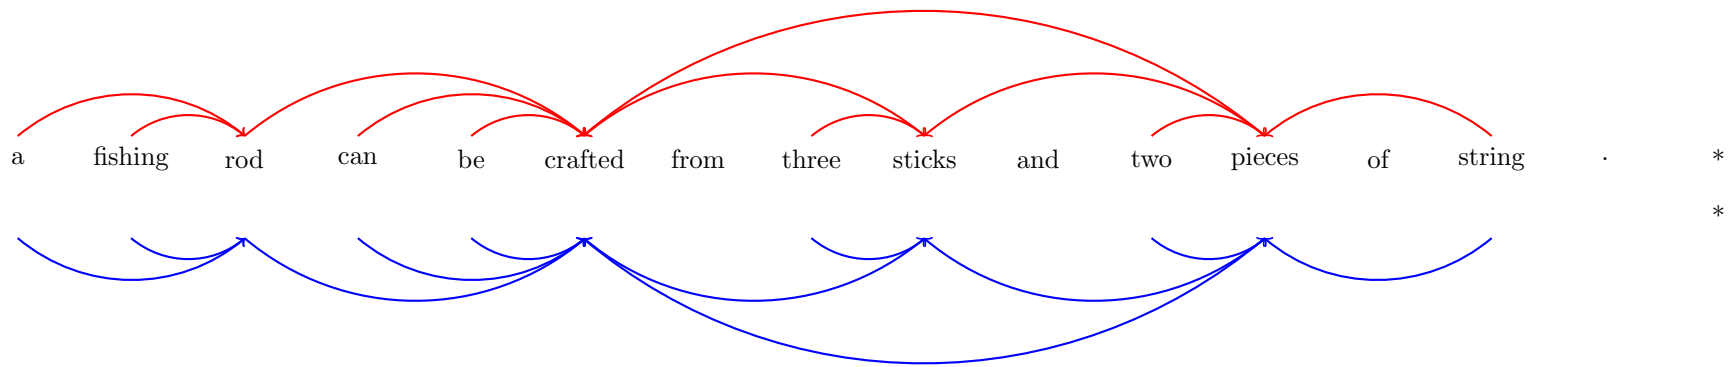 a fishing rod can be crafted from three sticks and two pieces of string . *
*